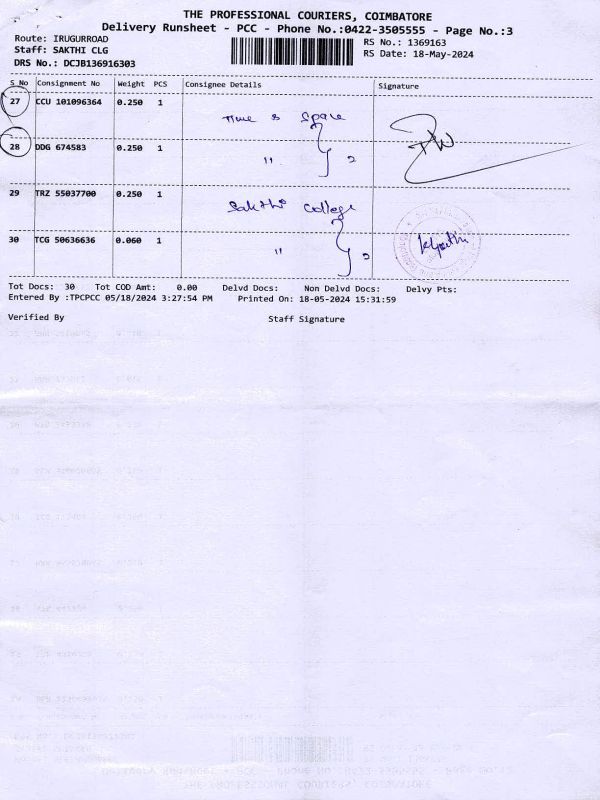 THE PROFESSIONAL COURIERS, COIMBATORE
Delivery Runsheet - PCC - Phone No.:0422-3505555 - Page No.:3
Route: IRUGURROAD
RS No.: 1369163
Staff: SAKTHI CLG
RS Date: 18-May-2024
DRS No.: DCJB136916303
S No Consignment No Weight PCS Consignee Details Signature
27 CCU 101096364 0.250 1 Time & Space
28 DDG 674583 0.250 1 " 2
29 TRZ 55037700 0.250 1 Sakthi College
30 TCG 50636636 0.060 1 " 2
Tot Docs: 30 Tot COD Amt: 0.00 Delvd Docs: Non Delvd Docs: Delvy Pts:
Entered By :TPCPCC 05/18/2024 3:27:54 PM Printed On: 18-05-2024 15:31:59
Verified By Staff Signature